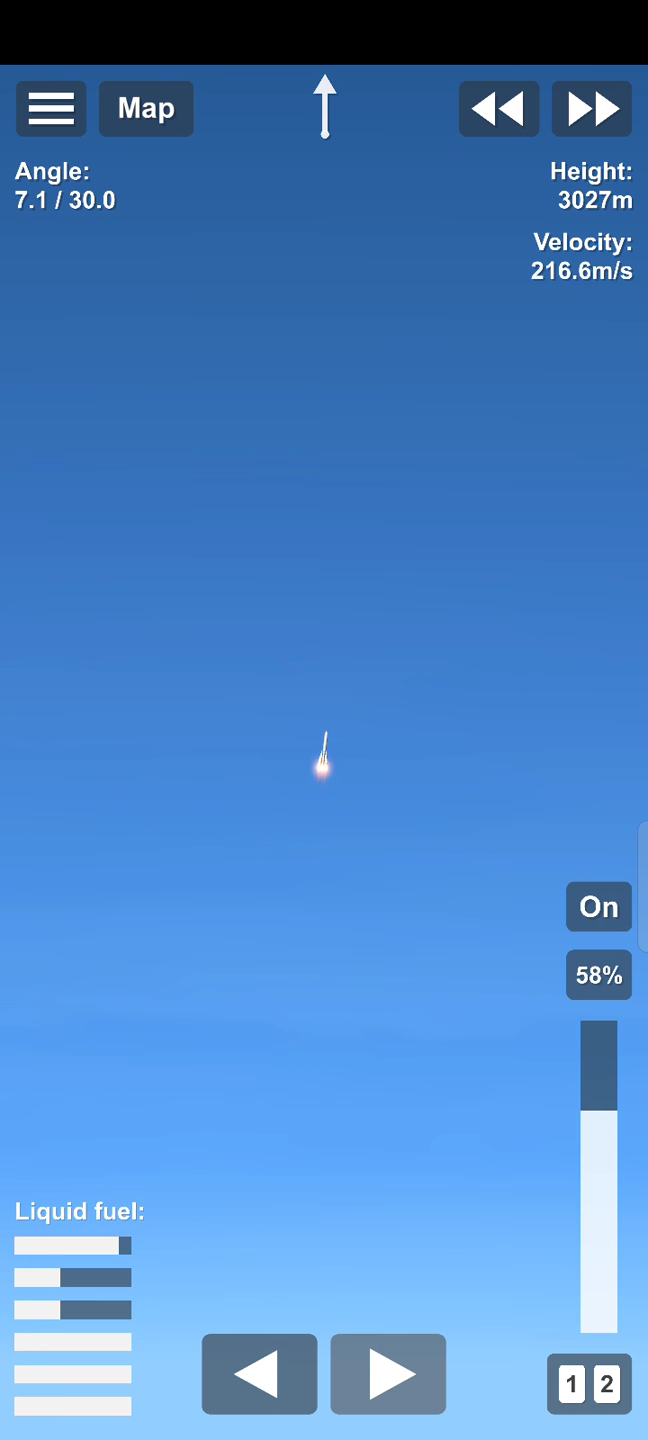 Map
Angle:
7.1 / 30.0
Height:
3027m
Velocity:
216.6m/s
On
58%
Liquid fuel:
1 2